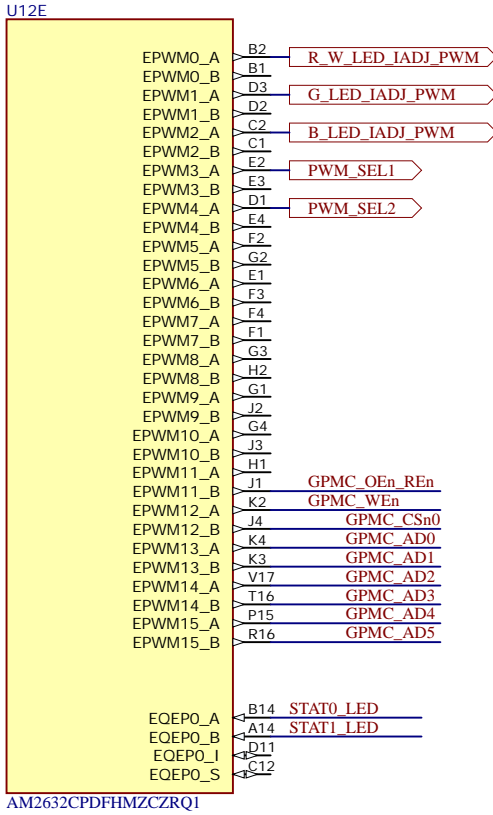 U12E
EPWM0_A B2 R_W_LED_IADJ_PWM
EPWM0_B B1
EPWM1_A D3 G_LED_IADJ_PWM
EPWM1_B D2
EPWM2_A C2 B_LED_IADJ_PWM
EPWM2_B C1
EPWM3_A E2 PWM_SEL1
EPWM3_B E3
EPWM4_A D1 PWM_SEL2
EPWM4_B E4
EPWM5_A F2
EPWM5_B G2
EPWM6_A E1
EPWM6_B F3
EPWM7_A F4
EPWM7_B F1
EPWM8_A G3
EPWM8_B H2
EPWM9_A G1
EPWM9_B J2
EPWM10_A G4
EPWM10_B J3
EPWM11_A H1
EPWM11_B J1 GPMC_OEn_REn
EPWM12_A K2 GPMC_WEn
EPWM12_B J4 GPMC_CSn0
EPWM13_A K4 GPMC_AD0
EPWM13_B K3 GPMC_AD1
EPWM14_A V17 GPMC_AD2
EPWM14_B T16 GPMC_AD3
EPWM15_A P15 GPMC_AD4
EPWM15_B R16 GPMC_AD5
EQEP0_A B14 STAT0_LED
EQEP0_B A14 STAT1_LED
EQEP0_I D11
EQEP0_S C12
AM2632CPDFHMZCZRQ1